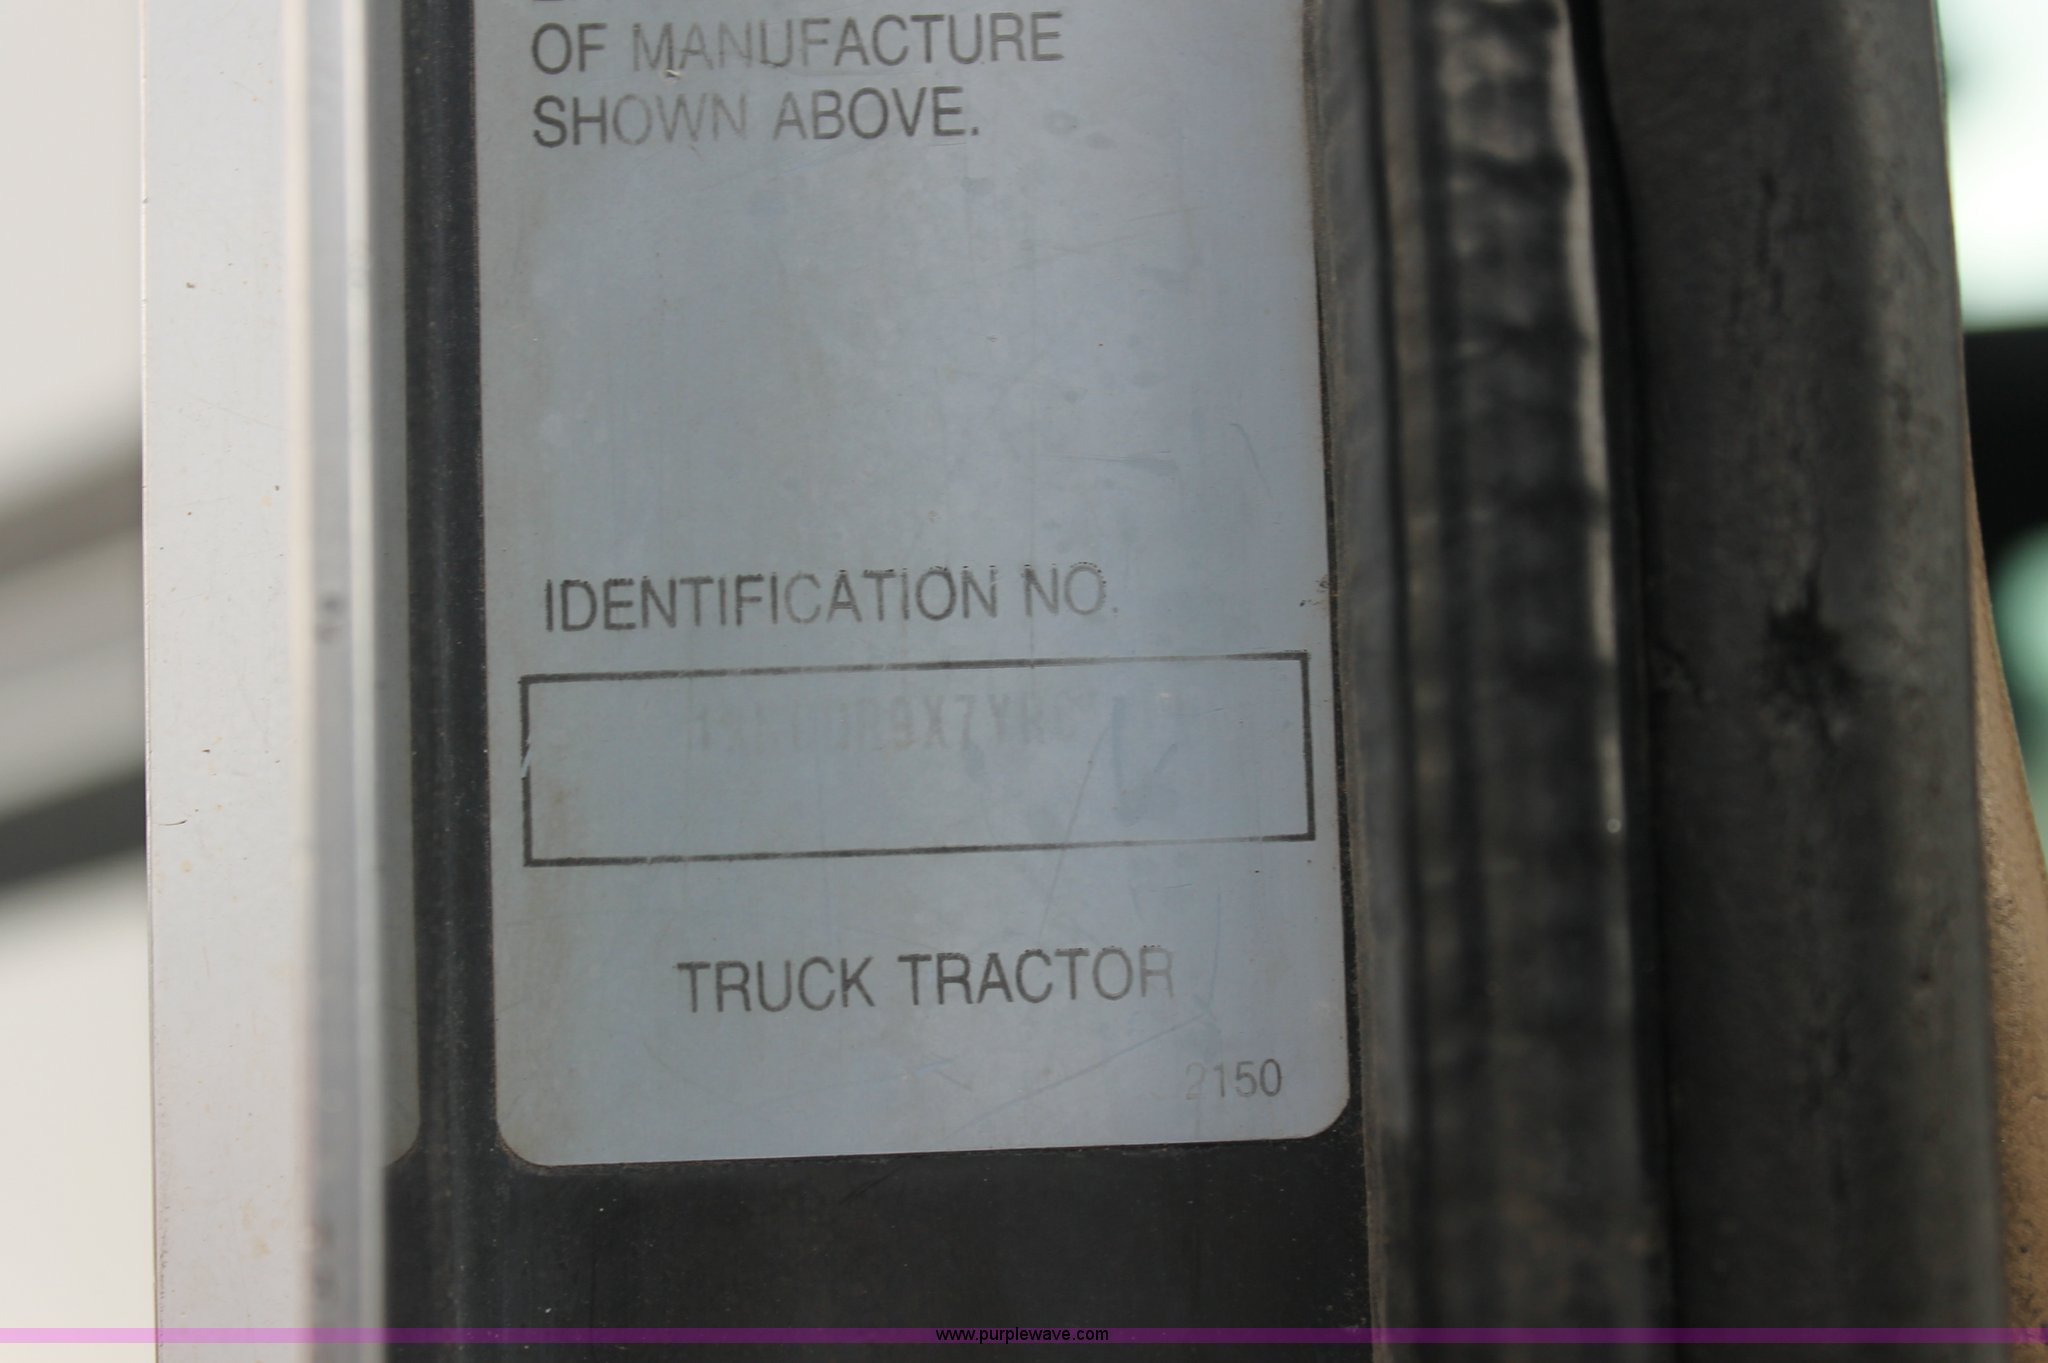 OF MANUFACTURE
SHOWN ABOVE.
IDENTIFICATION NO.
TRUCK TRACTOR
2150
www.purplewave.com